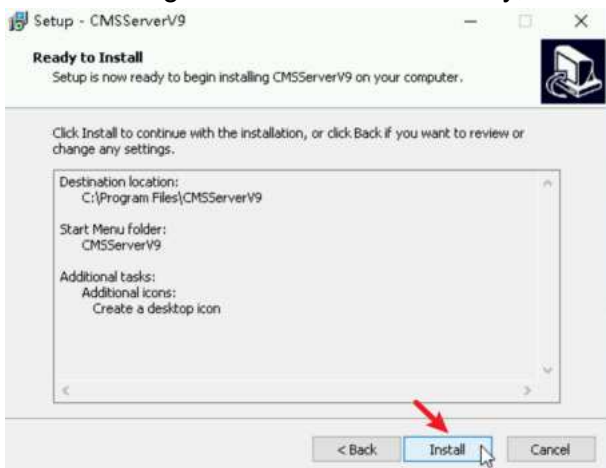 Setup - CMSServerV9
Ready to Install
Setup is now ready to begin installing CMSServerV9 on your computer.
Click Install to continue with the installation, or click Back if you want to review or
change any settings.
Destination location:
C:\Program Files\CMSServerV9
Start Menu folder:
CMSServerV9
Additional tasks:
Additional icons:
Create a desktop icon
< Back
Install
Cancel